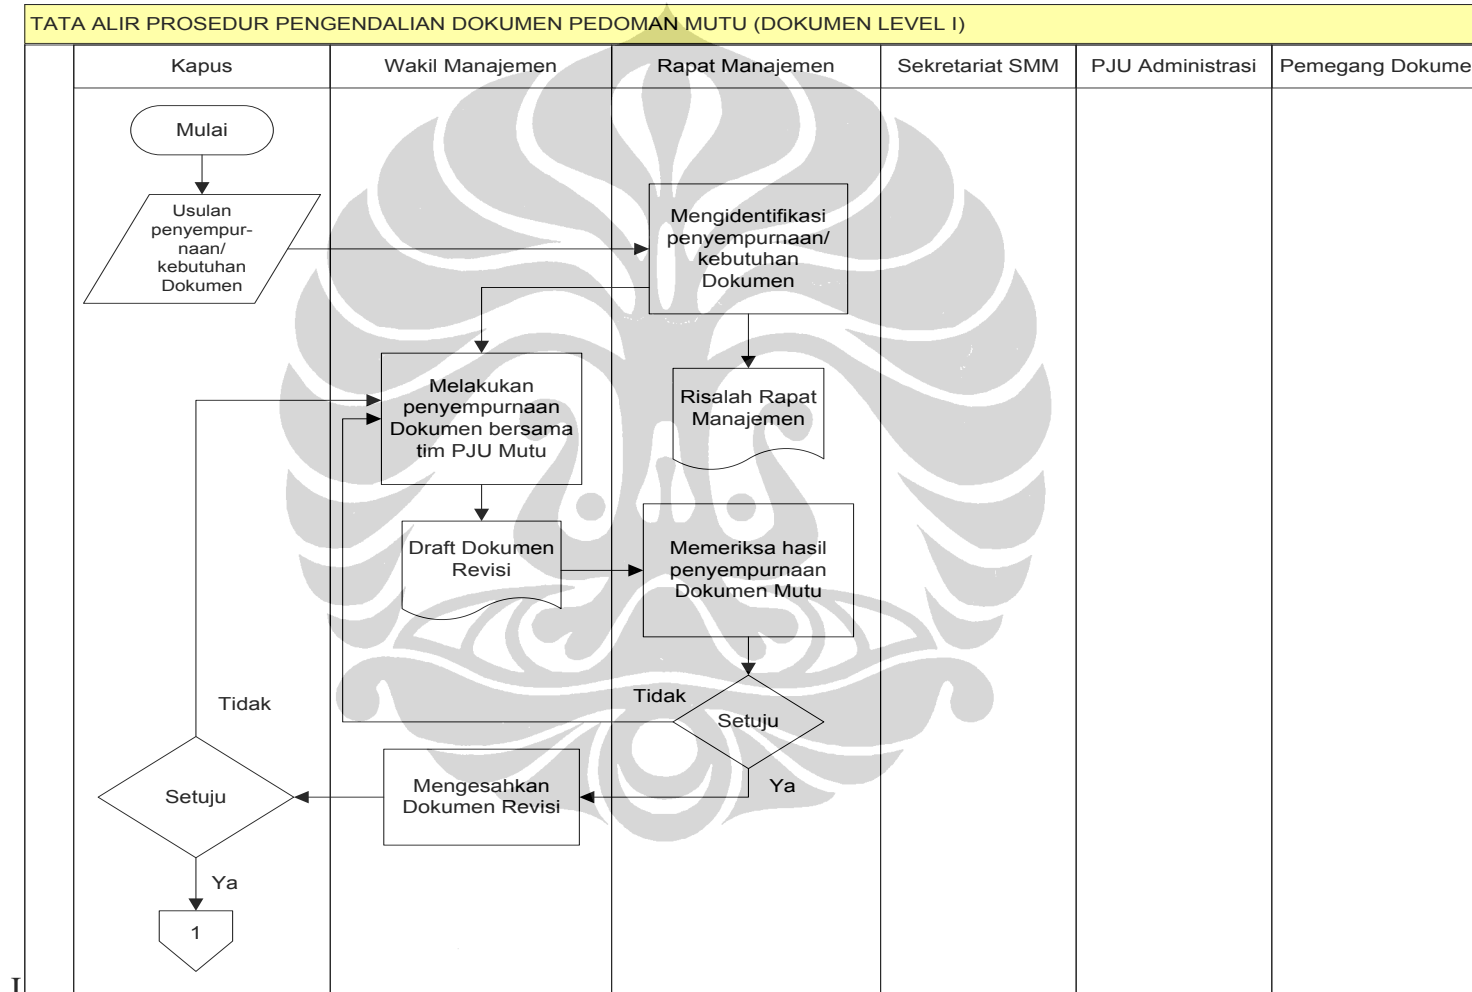 TATA ALIR PROSEDUR PENGENDALIAN DOKUMEN PEDOMAN MUTU (DOKUMEN LEVEL I)
Kapus
Wakil Manajemen
Rapat Manajemen
Sekretariat SMM
PJU Administrasi
Pemegang Dokume
Mulai
Usulan
penyempur-
naan/
kebutuhan
Dokumen
Mengidentifikasi
penyempurnaan/
kebutuhan
Dokumen
Melakukan
penyempurnaan
Dokumen bersama
tim PJU Mutu
Risalah Rapat
Manajemen
Draft Dokumen
Revisi
Memeriksa hasil
penyempurnaan
Dokumen Mutu
Tidak
Setuju
Ya
Mengesahkan
Dokumen Revisi
Tidak
Setuju
Ya
1